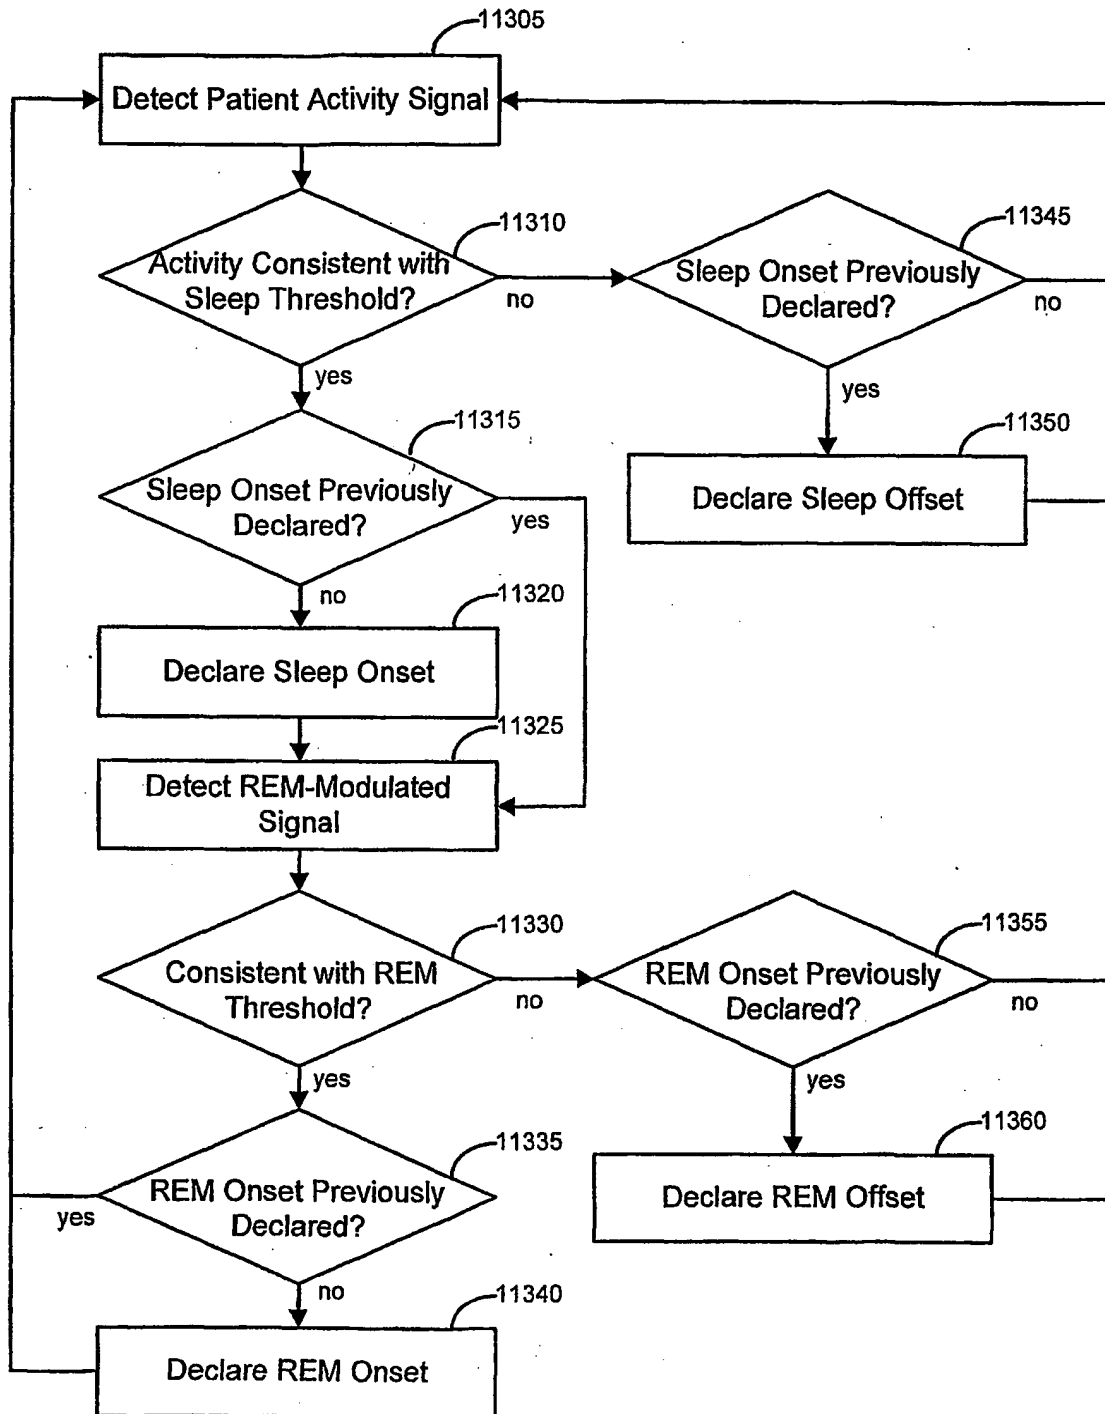 11305
Detect Patient Activity Signal
11310
Activity Consistent with
Sleep Threshold?
no
yes
11345
Sleep Onset Previously
Declared?
no
yes
11350
Declare Sleep Offset
11315
Sleep Onset Previously
Declared?
yes
no
11320
Declare Sleep Onset
11325
Detect REM-Modulated
Signal
11330
Consistent with REM
Threshold?
no
yes
11355
REM Onset Previously
Declared?
no
yes
11360
Declare REM Offset
11335
REM Onset Previously
Declared?
yes
no
11340
Declare REM Onset